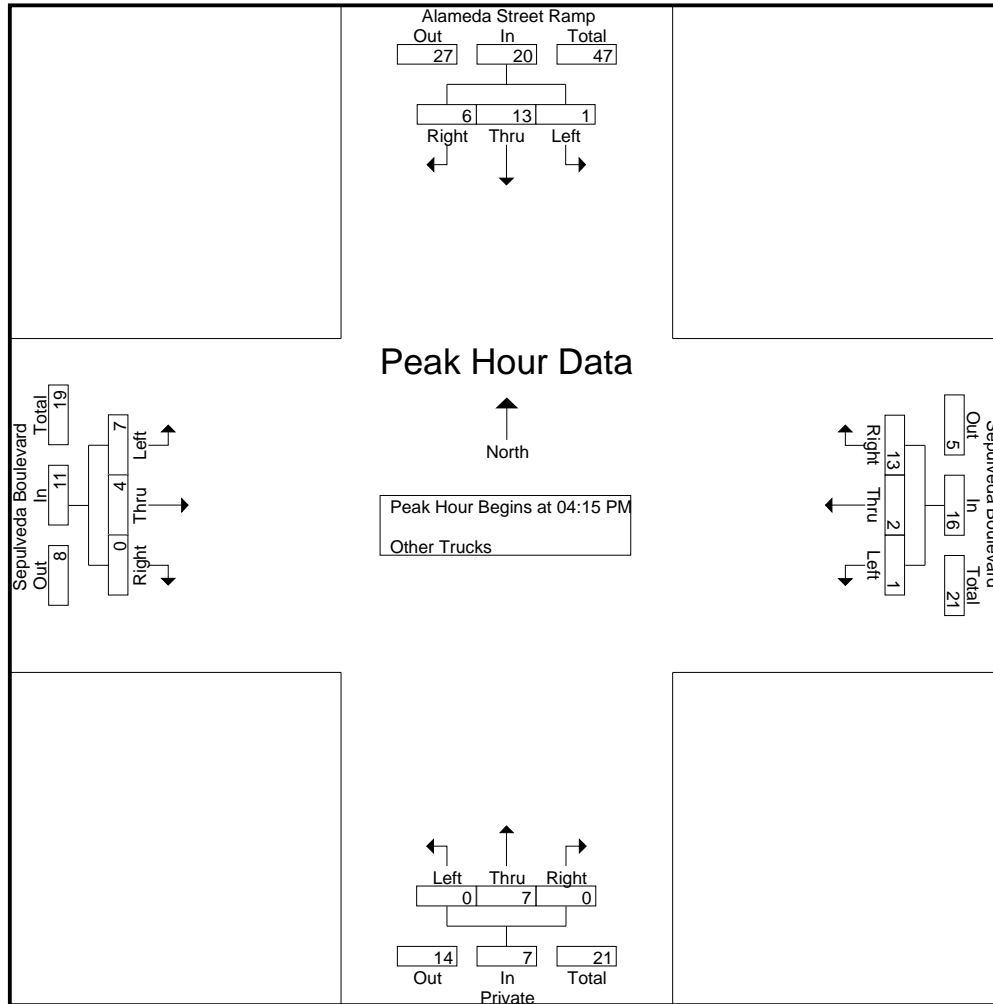 Alameda Street Ramp
Out In Total
27 20 47
6 13 1
Right Thru Left
Peak Hour Data
North
Peak Hour Begins at 04:15 PM
Other Trucks
Sepulveda Boulevard
Total In Out
19 11 8
7 4 0
Left Thru Right
Sepulveda Boulevard
Out In Total
5 16 21
13 2 1
Right Thru Left
Left Thru Right
0 7 0
14 7 21
Out In Total
Private